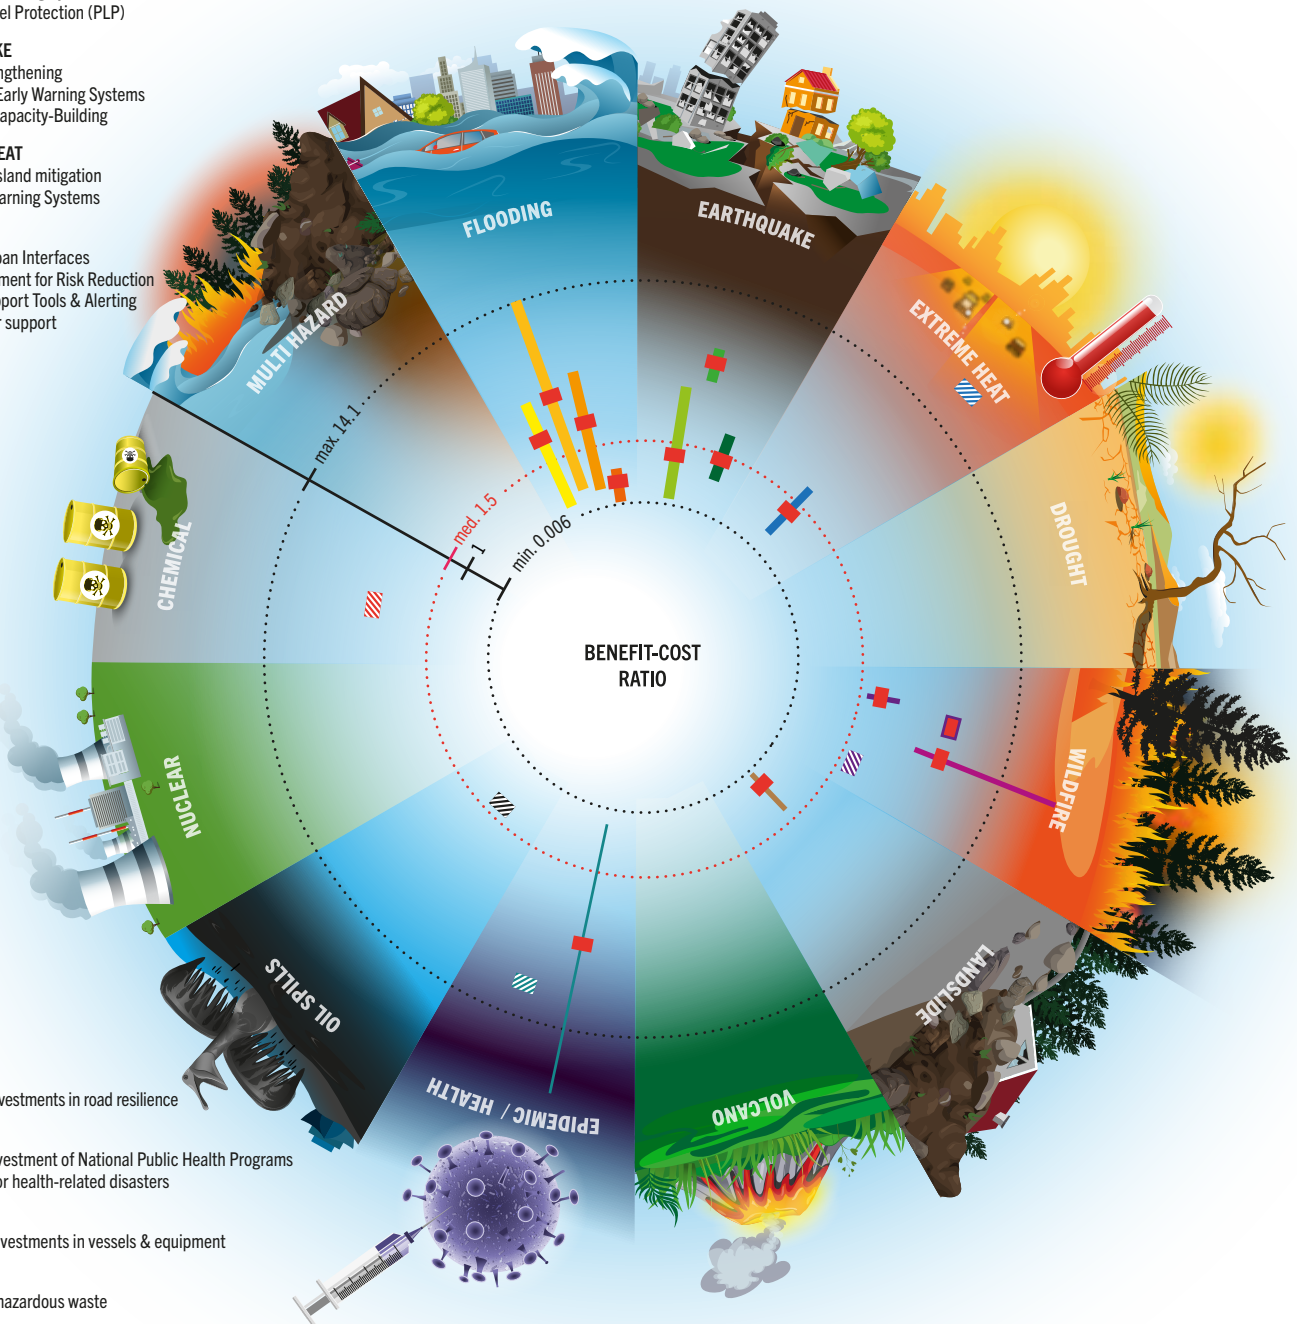 el Protection (PLP)
KE
ngthening
Early Warning Systems
apacity-Building
EAT
sland mitigation
arning Systems
ban Interfaces
ment for Risk Reduction
pport Tools & Alerting
r support
FLOODING
EARTHQUAKE
EXTREME HEAT
DROUGHT
WILDFIRE
LANDSLIDE
VOLCANO
EPIDEMIC / HEALTH
OIL SPILLS
NUCLEAR
CHEMICAL
MULTI HAZARD
max. 14.1
med. 1.5
1
min. 0.006
BENEFIT-COST
RATIO
vestments in road resilience
vestment of National Public Health Programs
or health-related disasters
vestments in vessels & equipment
hazardous waste